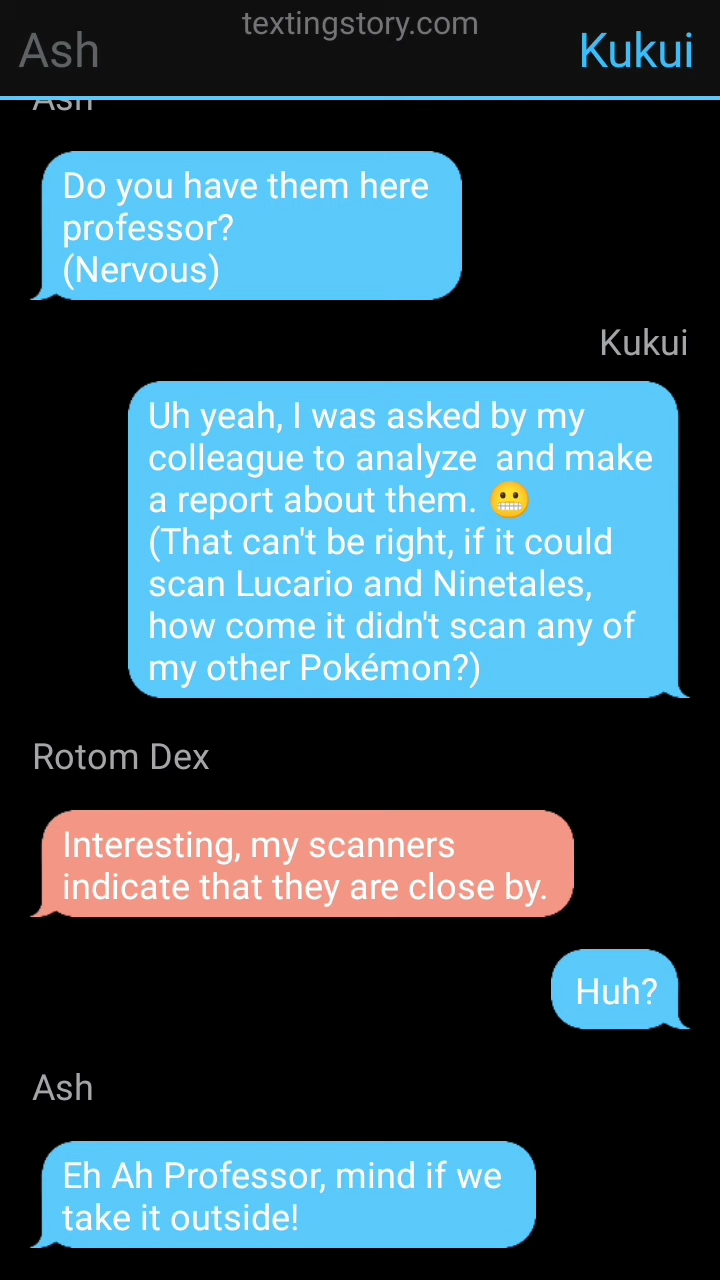 textingstory.com
Ash
Kukui
Ash
Do you have them here
professor?
(Nervous)
Kukui
Uh yeah, I was asked by my
colleague to analyze  and make
a report about them. 😬
(That can't be right, if it could
scan Lucario and Ninetales,
how come it didn't scan any of
my other Pokémon?)
Rotom Dex
Interesting, my scanners
indicate that they are close by.
Huh?
Ash
Eh Ah Professor, mind if we
take it outside!